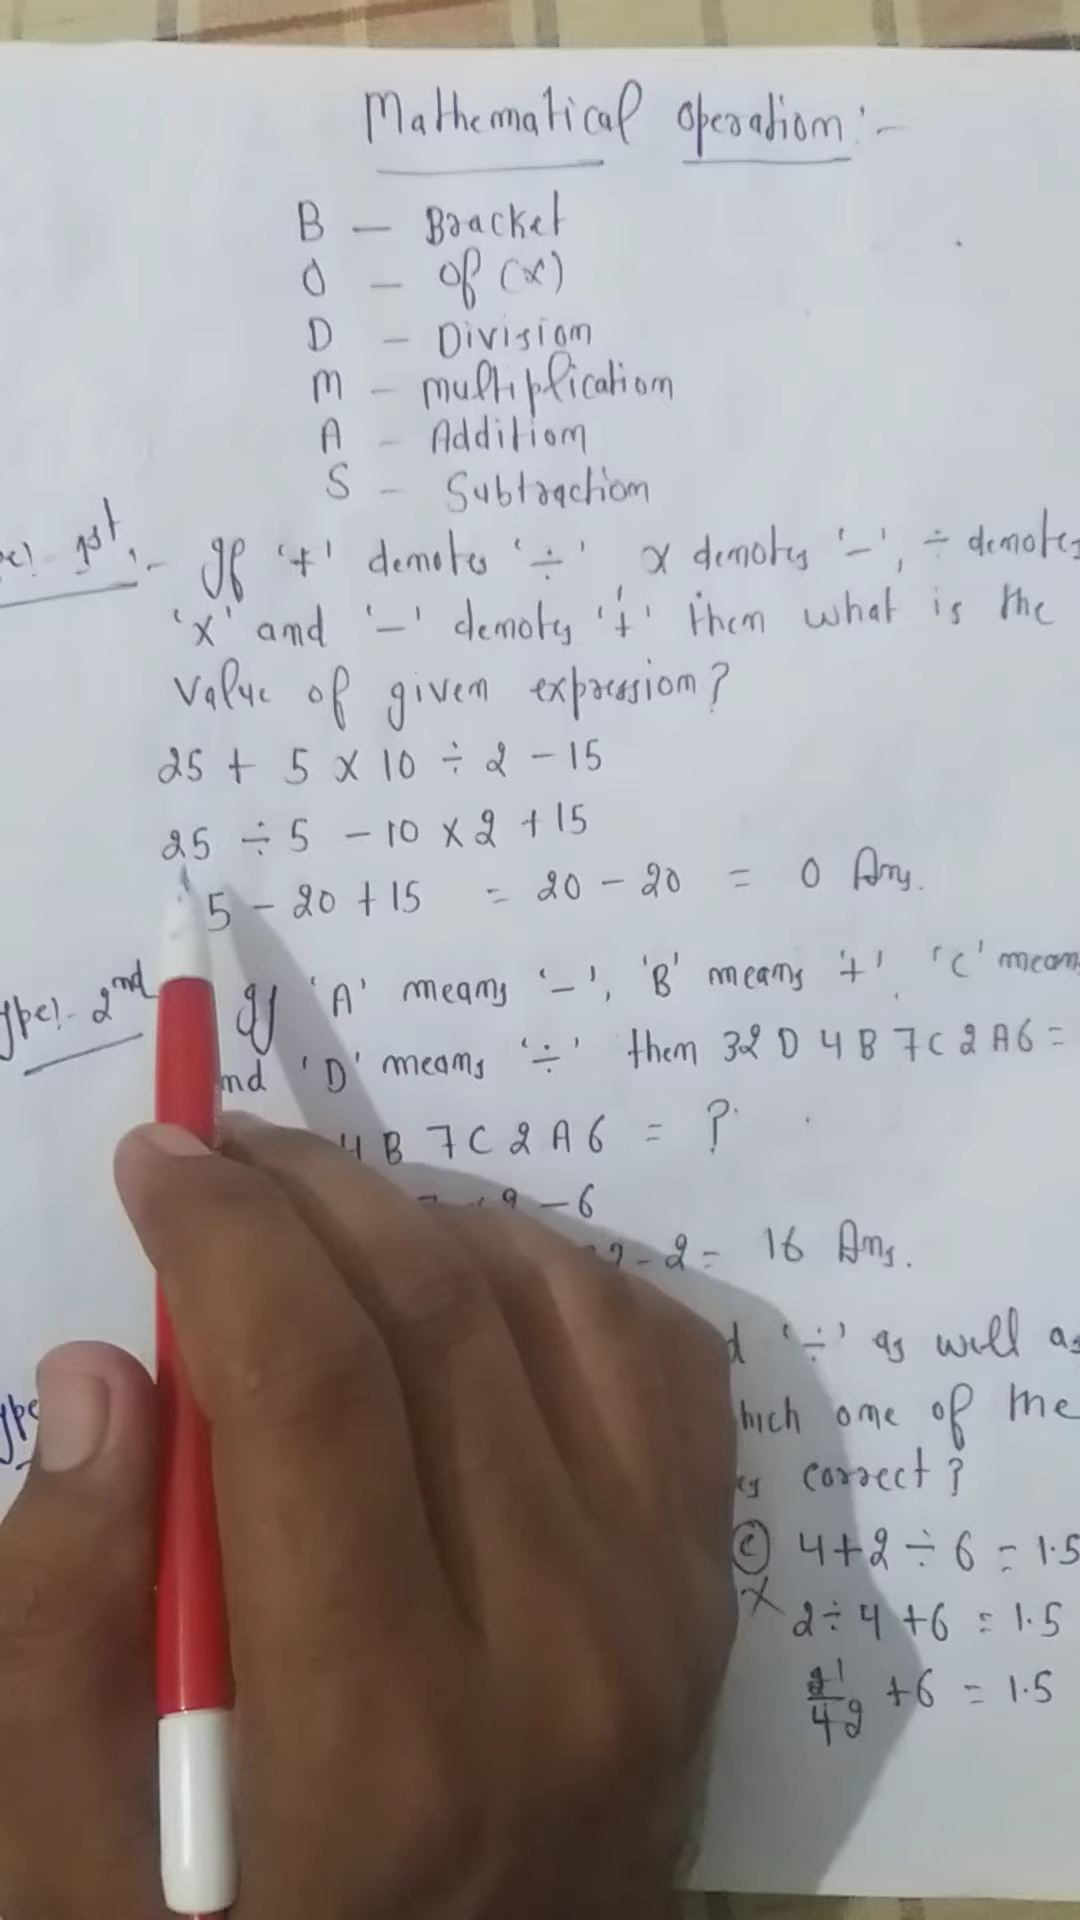 Mathematical Operation :-
B - Bracket
O - of (x)
D - Division
M - multiplication
A - Addition
S - Subtraction
1st :- If '+' denotes '÷' x denotes '-', ÷ denotes
'x' and '-' denotes '+' then what is the
Value of given expression?
25 + 5 x 10 ÷ 2 - 15
25 ÷ 5 - 10 x 2 + 15
5 - 20 + 15 = 20 - 20 = 0 Ans.
2nd If 'A' means '-', 'B' means '+', 'C' mean
'D' means '÷' then 32 D 4 B 7 C 2 A 6 =
4 B 7 C 2 A 6 = ?
- 6
- 2 = 16 Ans.
'÷' as well as
one of the
correct ?
(C) 4 + 2 ÷ 6 = 1.5
x 2 ÷ 4 + 6 = 1.5
+ 6 = 1.5